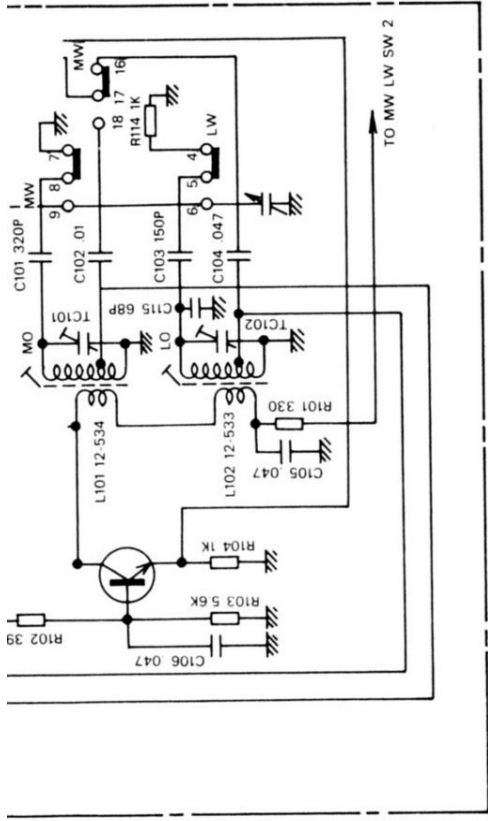 MW
16
17
18
R114 1K
7
8
9
MW
LW
4
5
6
C101 320P
C102 .01
C103 150P
C104 .047
C115 68P
MO
TC101
LO
TC102
L101 12-534
L102 12-533
R101 330
C105 .047
TO MW LW SW 2
R104 1K
R103 5.6K
C106 .047
R102 39